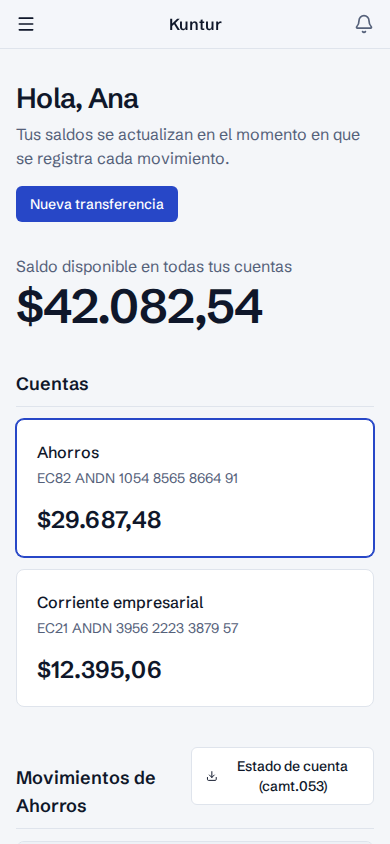 Kuntur
Hola, Ana
Tus saldos se actualizan en el momento en que
se registra cada movimiento.
Nueva transferencia
Saldo disponible en todas tus cuentas
$42.082,54
Cuentas
Ahorros
EC82 ANDN 1054 8565 8664 91
$29.687,48
Corriente empresarial
EC21 ANDN 3956 2223 3879 57
$12.395,06
Movimientos de
Ahorros
Estado de cuenta
(camt.053)